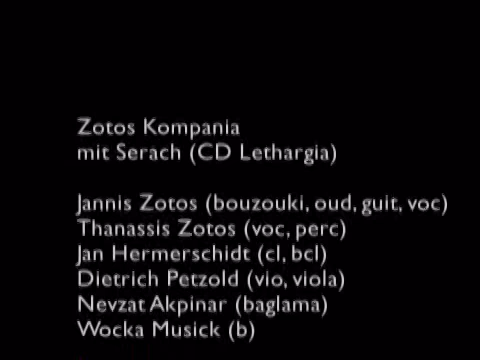 Zotos Kompania
mit Serach (CD Lethargia)
Jannis Zotos (bouzouki, oud, guit, voc)
Thanassis Zotos (voc, perc)
Jan Hermerschidt (cl, bcl)
Dietrich Petzold (vio, viola)
Nevzat Akpinar (baglama)
Wocka Musick (b)